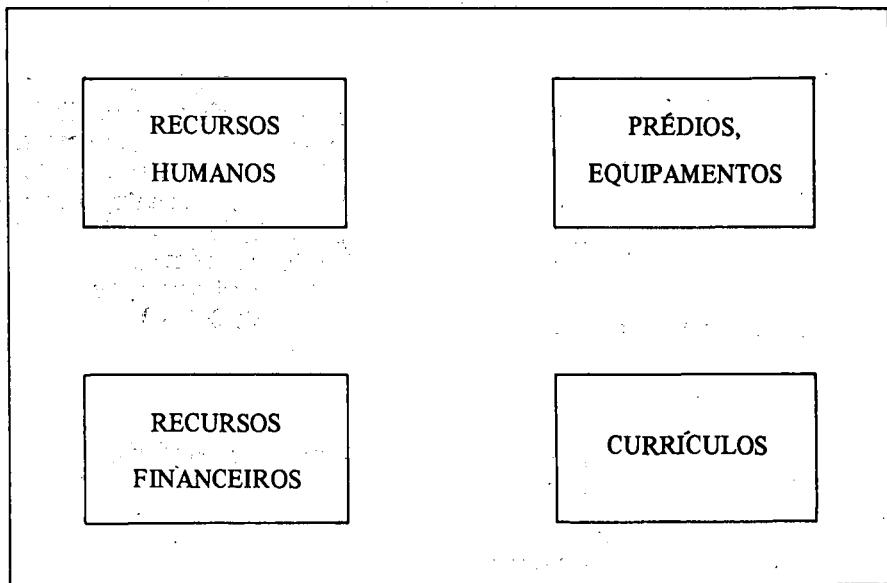 RECURSOS
HUMANOS
PRÉDIOS,
EQUIPAMENTOS
RECURSOS
FINANCEIROS
CURRÍCULOS